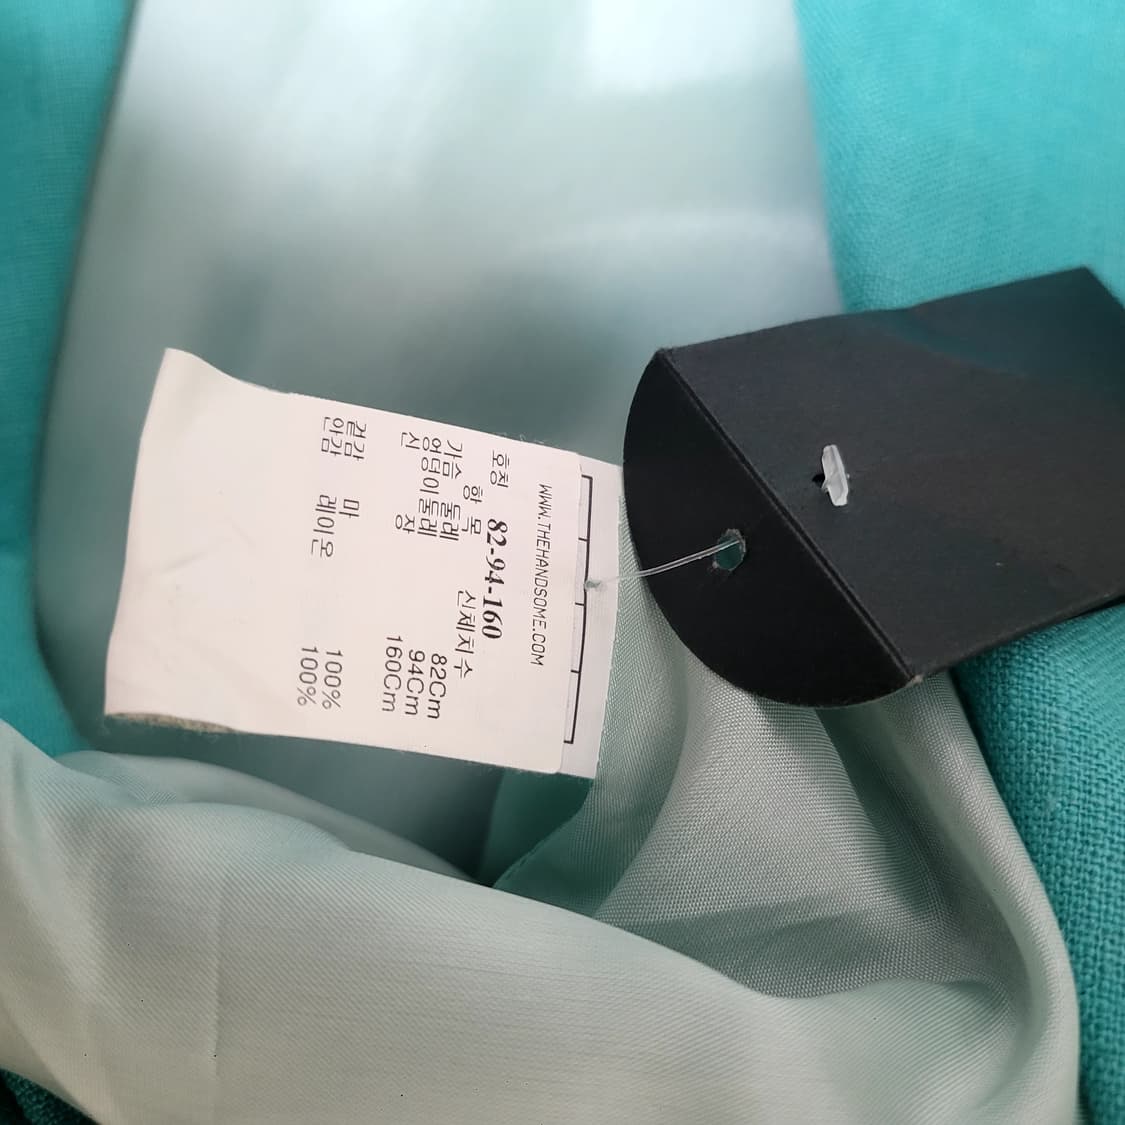 WWW.THEHANDSOME.COM
호칭 82-94-160
항 목 신체치수
가슴 둘레 82Cm
엉덩이 둘레 94Cm
신 장 160Cm
겉감 마 100%
안감 레이온 100%